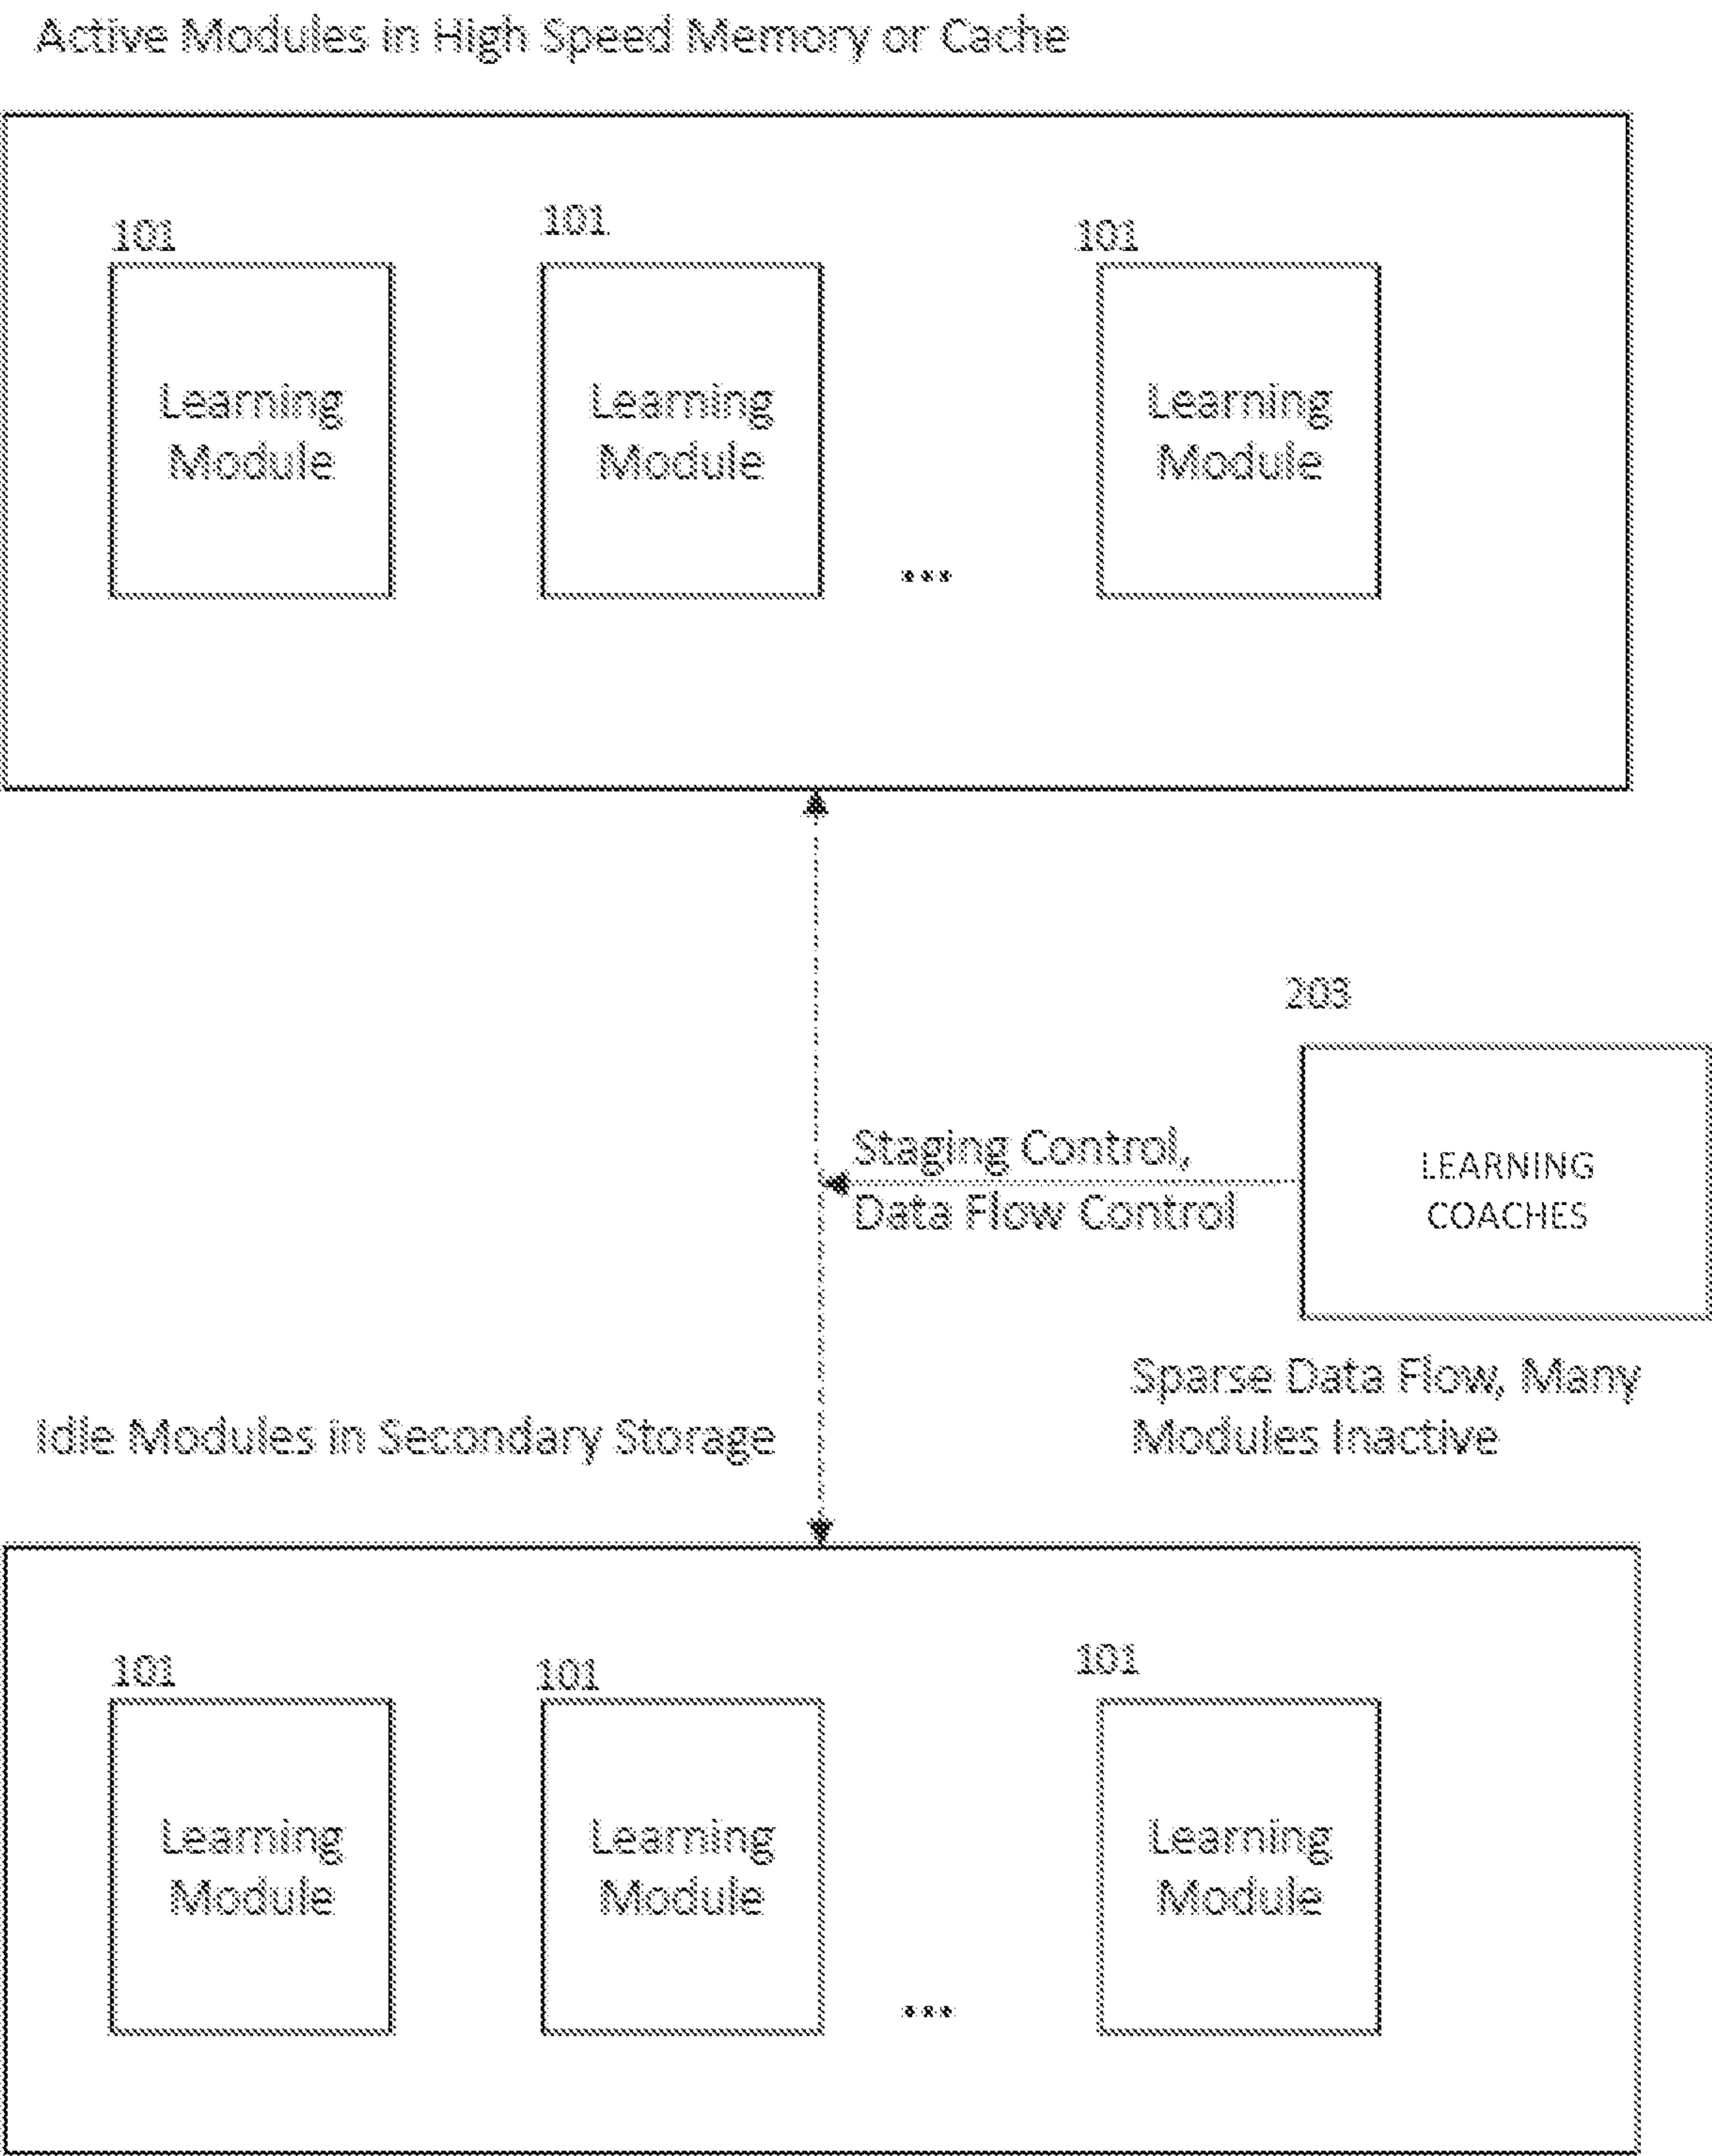 Active Modules in High Speed Memory or Cache
101
101
101
Learning
Module
Learning
Module
Learning
Module
...
203
Staging Control,
Data Flow Control
LEARNING
COACHES
Sparse Data Flow, Many
Modules Inactive
Idle Modules in Secondary Storage
101
101
101
Learning
Module
Learning
Module
Learning
Module
...